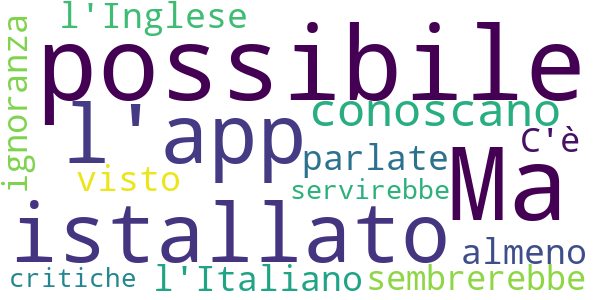 l'Inglese
possibile
ignoranza
l'app
conoscano
C'è
parlate
Ma
visto
servirebbe
istallato
almeno
critiche
l'Italiano
sembrerebbe